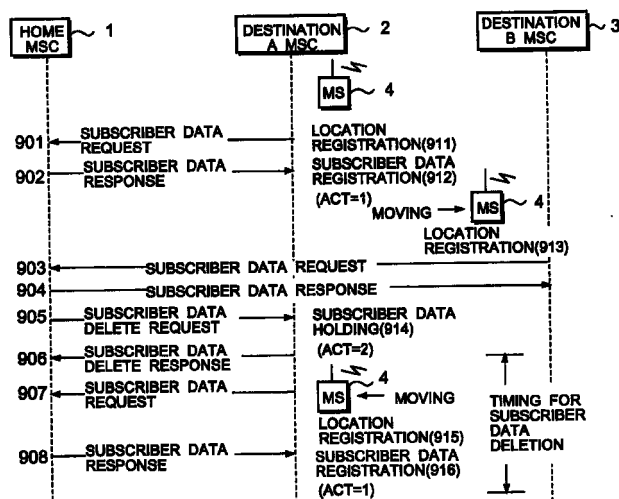 HOME MSC
1
DESTINATION A MSC
2
DESTINATION B MSC
3
MS
4
901
SUBSCRIBER DATA
REQUEST
LOCATION
REGISTRATION(911)
902
SUBSCRIBER DATA
RESPONSE
SUBSCRIBER DATA
REGISTRATION(912)
(ACT=1)
MOVING
MS
4
LOCATION
REGISTRATION(913)
903
SUBSCRIBER DATA REQUEST
904
SUBSCRIBER DATA RESPONSE
905
SUBSCRIBER DATA
DELETE REQUEST
SUBSCRIBER DATA
HOLDING(914)
906
SUBSCRIBER DATA
DELETE RESPONSE
(ACT=2)
907
SUBSCRIBER DATA
REQUEST
MS
4
MOVING
TIMING FOR
SUBSCRIBER
DATA
DELETION
LOCATION
REGISTRATION(915)
908
SUBSCRIBER DATA
RESPONSE
SUBSCRIBER DATA
REGISTRATION(916)
(ACT=1)